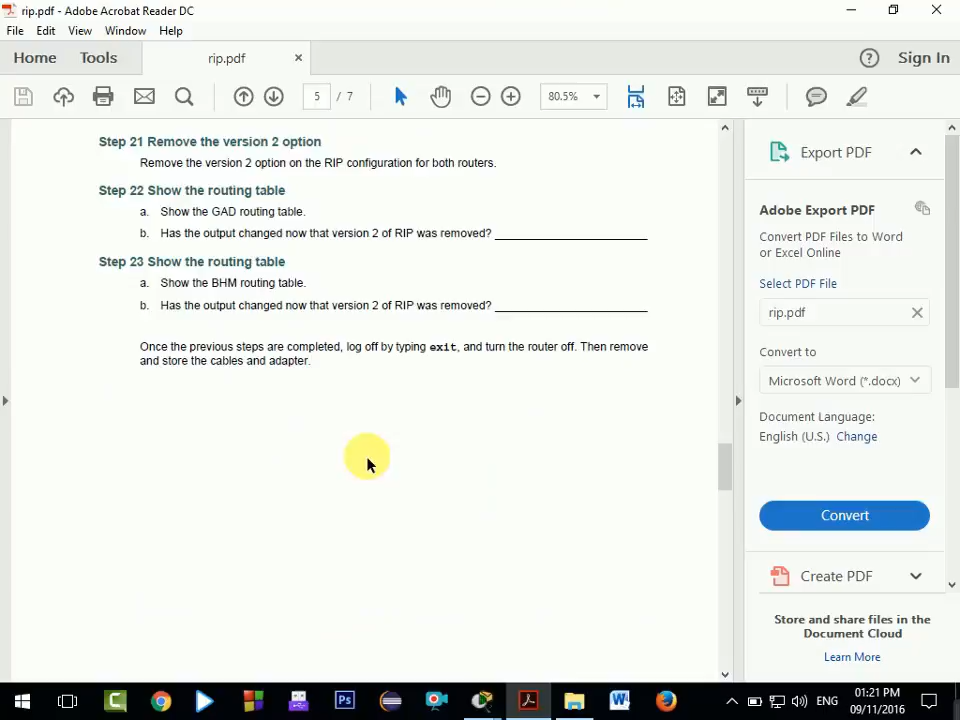 rip.pdf - Adobe Acrobat Reader DC
File Edit View Window Help
Home Tools rip.pdf × ? Sign In
5 / 7 80.5%
Step 21 Remove the version 2 option
Remove the version 2 option on the RIP configuration for both routers.
Step 22 Show the routing table
a. Show the GAD routing table.
b. Has the output changed now that version 2 of RIP was removed? ____________________
Step 23 Show the routing table
a. Show the BHM routing table.
b. Has the output changed now that version 2 of RIP was removed? ____________________
Once the previous steps are completed, log off by typing exit, and turn the router off. Then remove
and store the cables and adapter.
Export PDF
Adobe Export PDF
Convert PDF Files to Word
or Excel Online
Select PDF File
rip.pdf
Convert to
Microsoft Word (*.docx)
Document Language:
English (U.S.) Change
Convert
Create PDF
Store and share files in the
Document Cloud
Learn More
C Ps W ENG
01:21 PM
09/11/2016